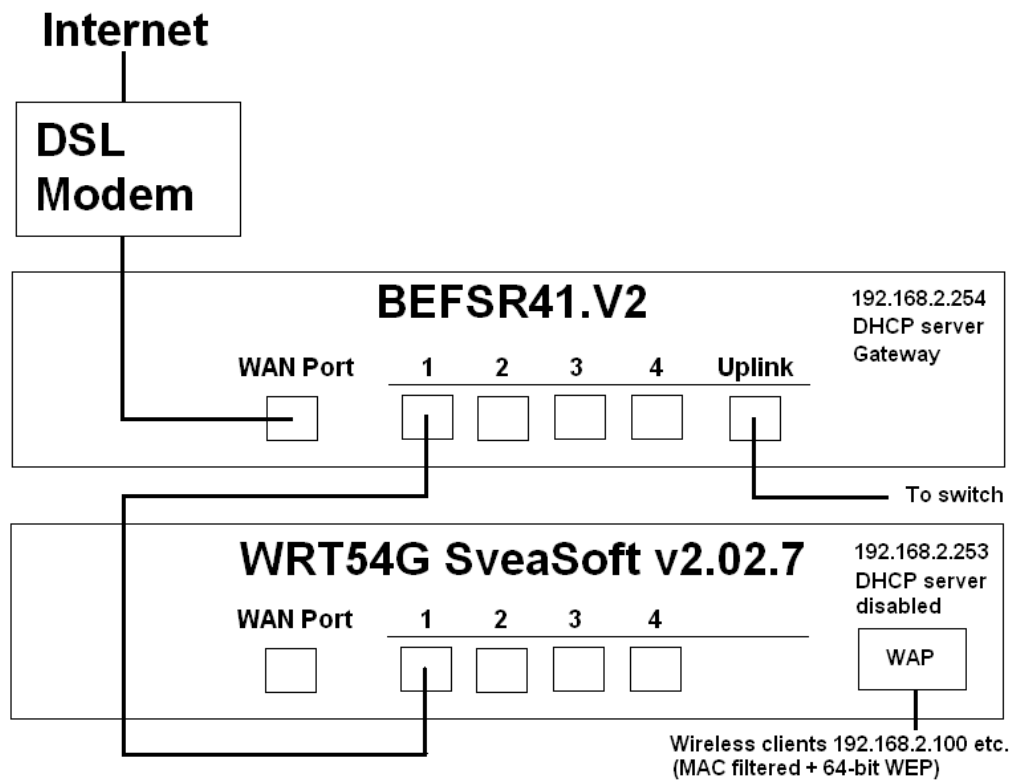 Internet
DSL
Modem
BEFSR41.V2
192.168.2.254
DHCP server
Gateway
WAN Port 1 2 3 4 Uplink
To switch
WRT54G SveaSoft v2.02.7
192.168.2.253
DHCP server
disabled
WAN Port 1 2 3 4
WAP
Wireless clients 192.168.2.100 etc.
(MAC filtered + 64-bit WEP)